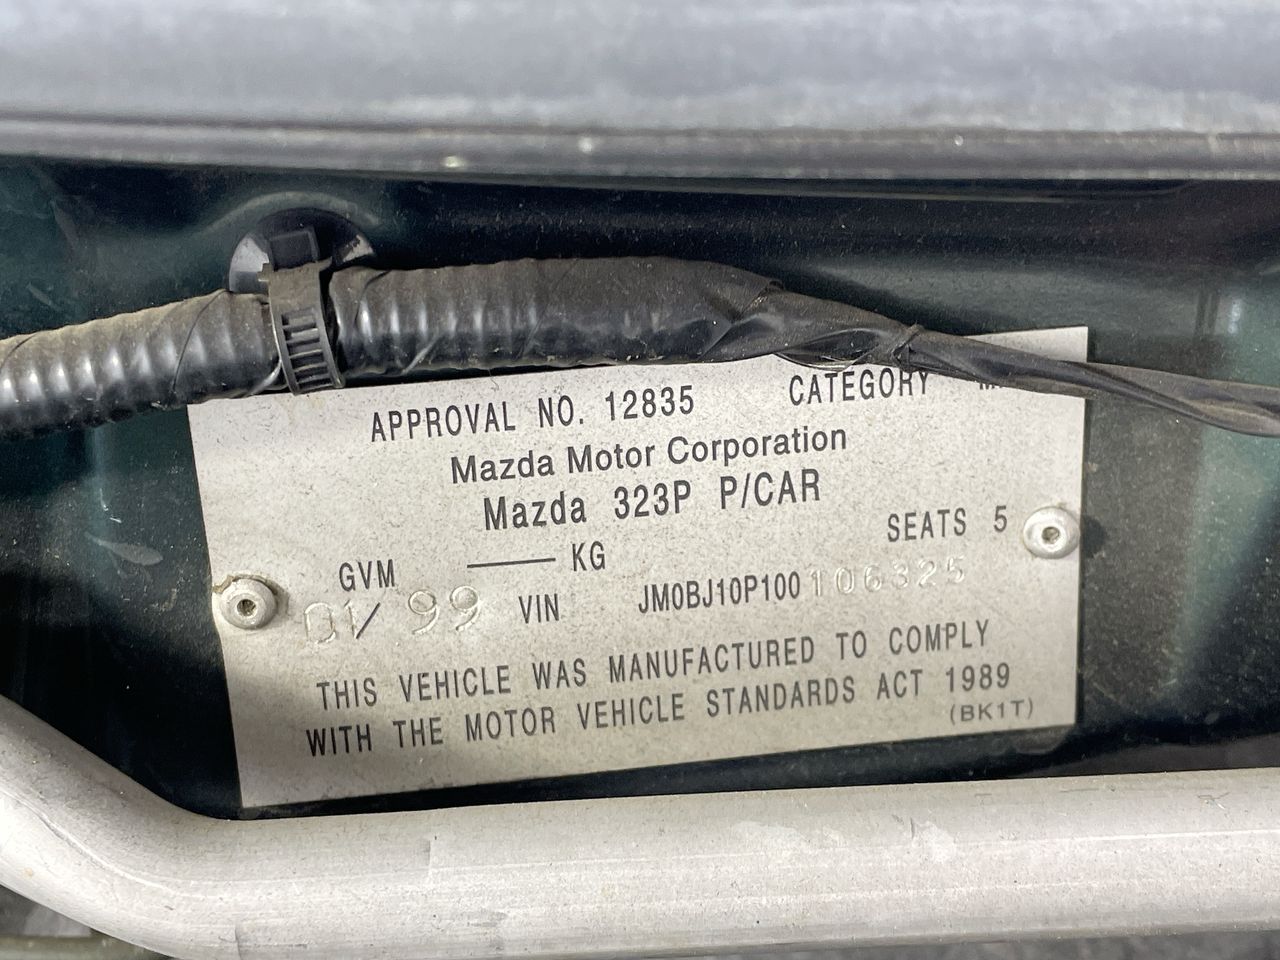 APPROVAL NO. 12835 CATEGORY
Mazda Motor Corporation
Mazda 323P P/CAR
SEATS 5
GVM —— KG
01/99 VIN JM0BJ10P100106325
THIS VEHICLE WAS MANUFACTURED TO COMPLY
WITH THE MOTOR VEHICLE STANDARDS ACT 1989
(BK1T)